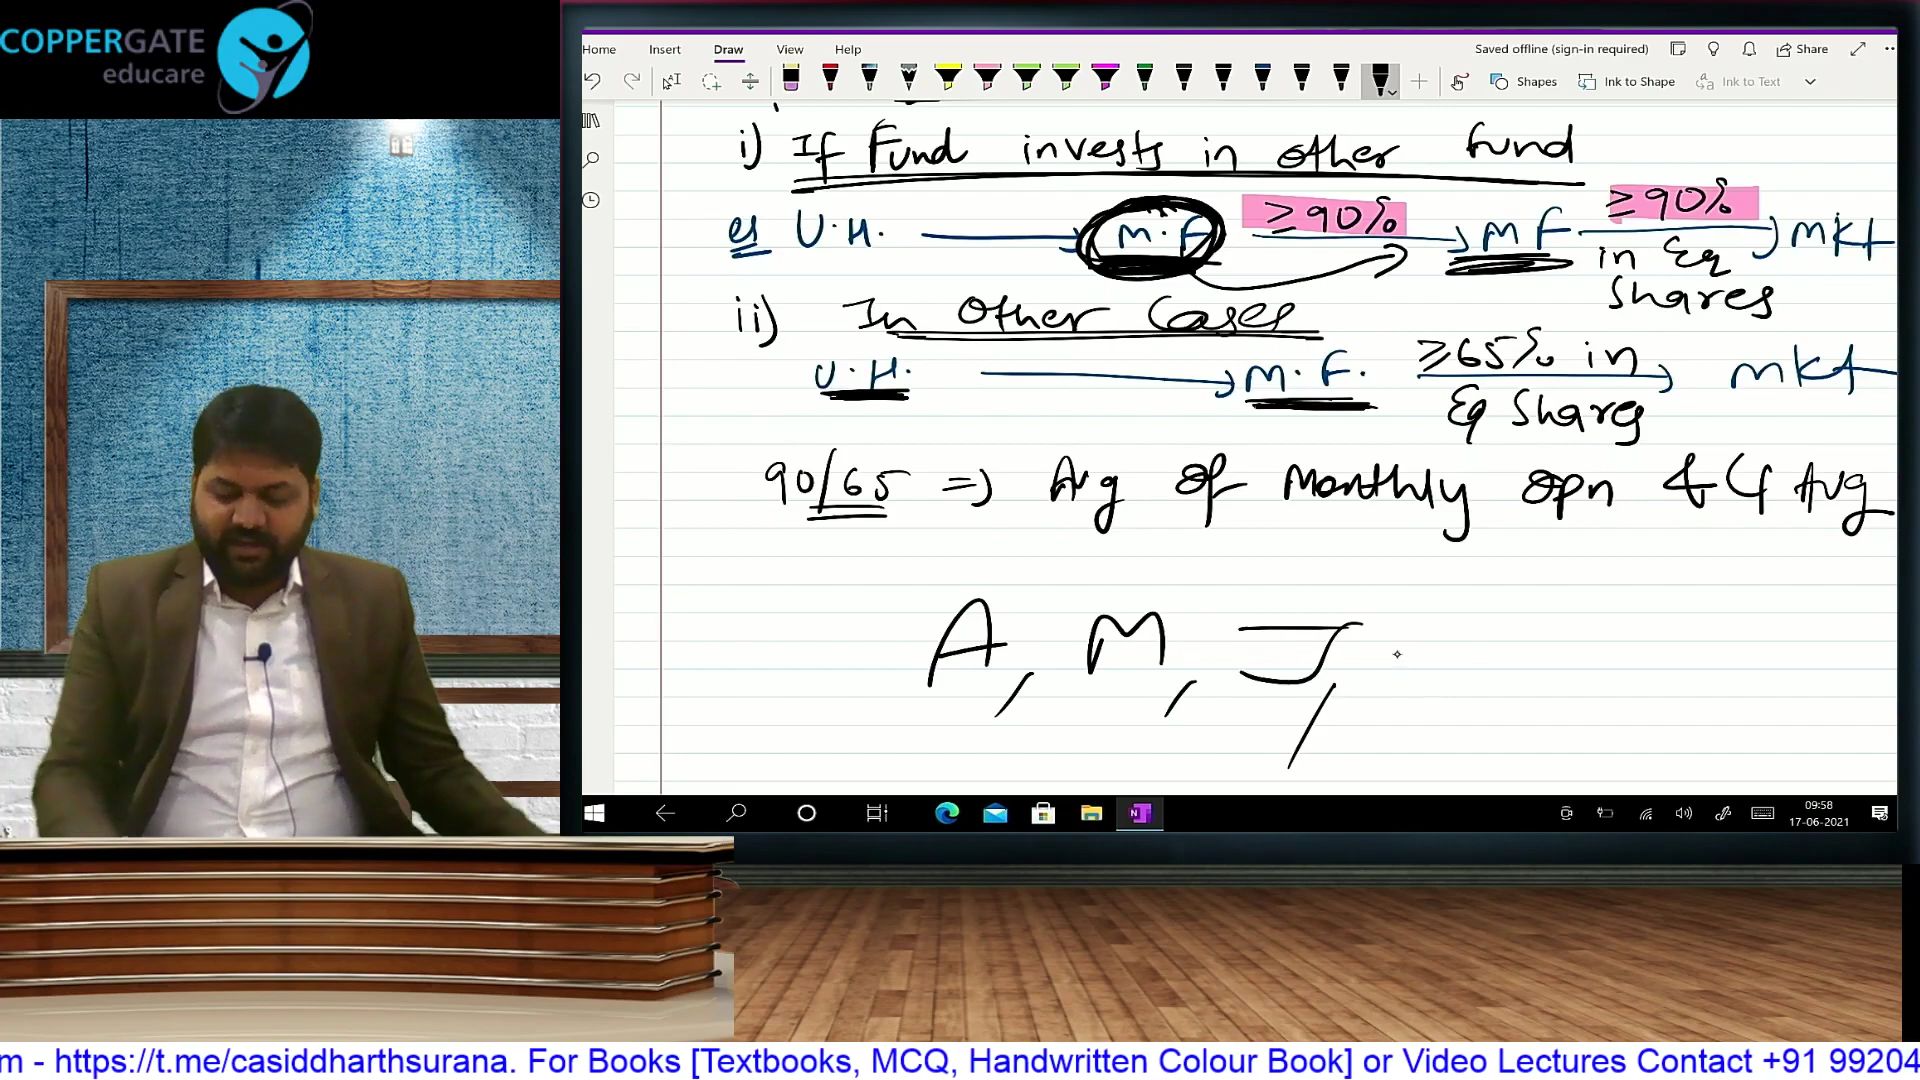 COPPERGATE
educare
Home Insert Draw View Help Saved offline (sign-in required) Share
Shapes Ink to Shape Ink to Text
i) If Fund invests in other fund
eg U.H. M.F ≥90% MF ≥90% in Eq Shares Mkt
ii) In Other Cases
U.H. M.F. ≥65% in Eq Shares Mkt
90/65 => Avg of Monthly opn & Avg
A, M, J,
09:58
17-06-2021
m - https://t.me/casiddharthsurana. For Books [Textbooks, MCQ, Handwritten Colour Book] or Video Lectures Contact +91 99204